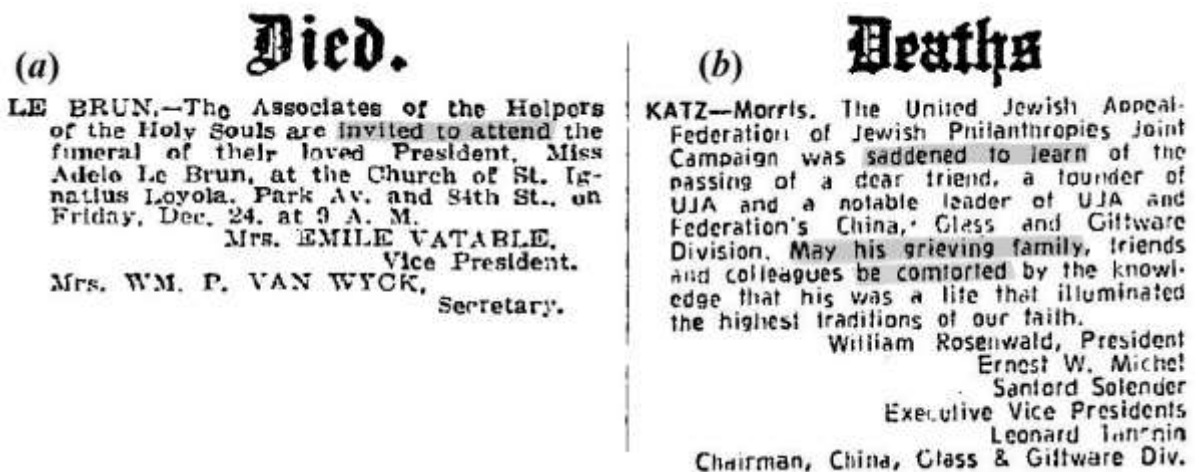 (a)
Died.
LE BRUN.—The Associates of the Helpers
of the Holy Souls are invited to attend the
funeral of their loved President, Miss
Adele Le Brun, at the Church of St. Ig-
natius Loyola, Park Av. and 84th St., on
Friday, Dec. 24, at 9 A. M.
Mrs. EMILE VATABLE,
Vice President.
Mrs. WM. P. VAN WYCK,
Secretary.
(b)
Deaths
KATZ—Morris. The United Jewish Appeal-
Federation of Jewish Philanthropies Joint
Campaign was saddened to learn of the
passing of a dear friend, a founder of
UJA and a notable leader of UJA and
Federation's China, Glass and Giftware
Division. May his grieving family, friends
and colleagues be comforted by the knowl-
edge that his was a life that illuminated
the highest traditions of our faith.
William Rosenwald, President
Ernest W. Michel
Sanford Solender
Executive Vice Presidents
Leonard
Chairman, China, Glass & Giftware Div.